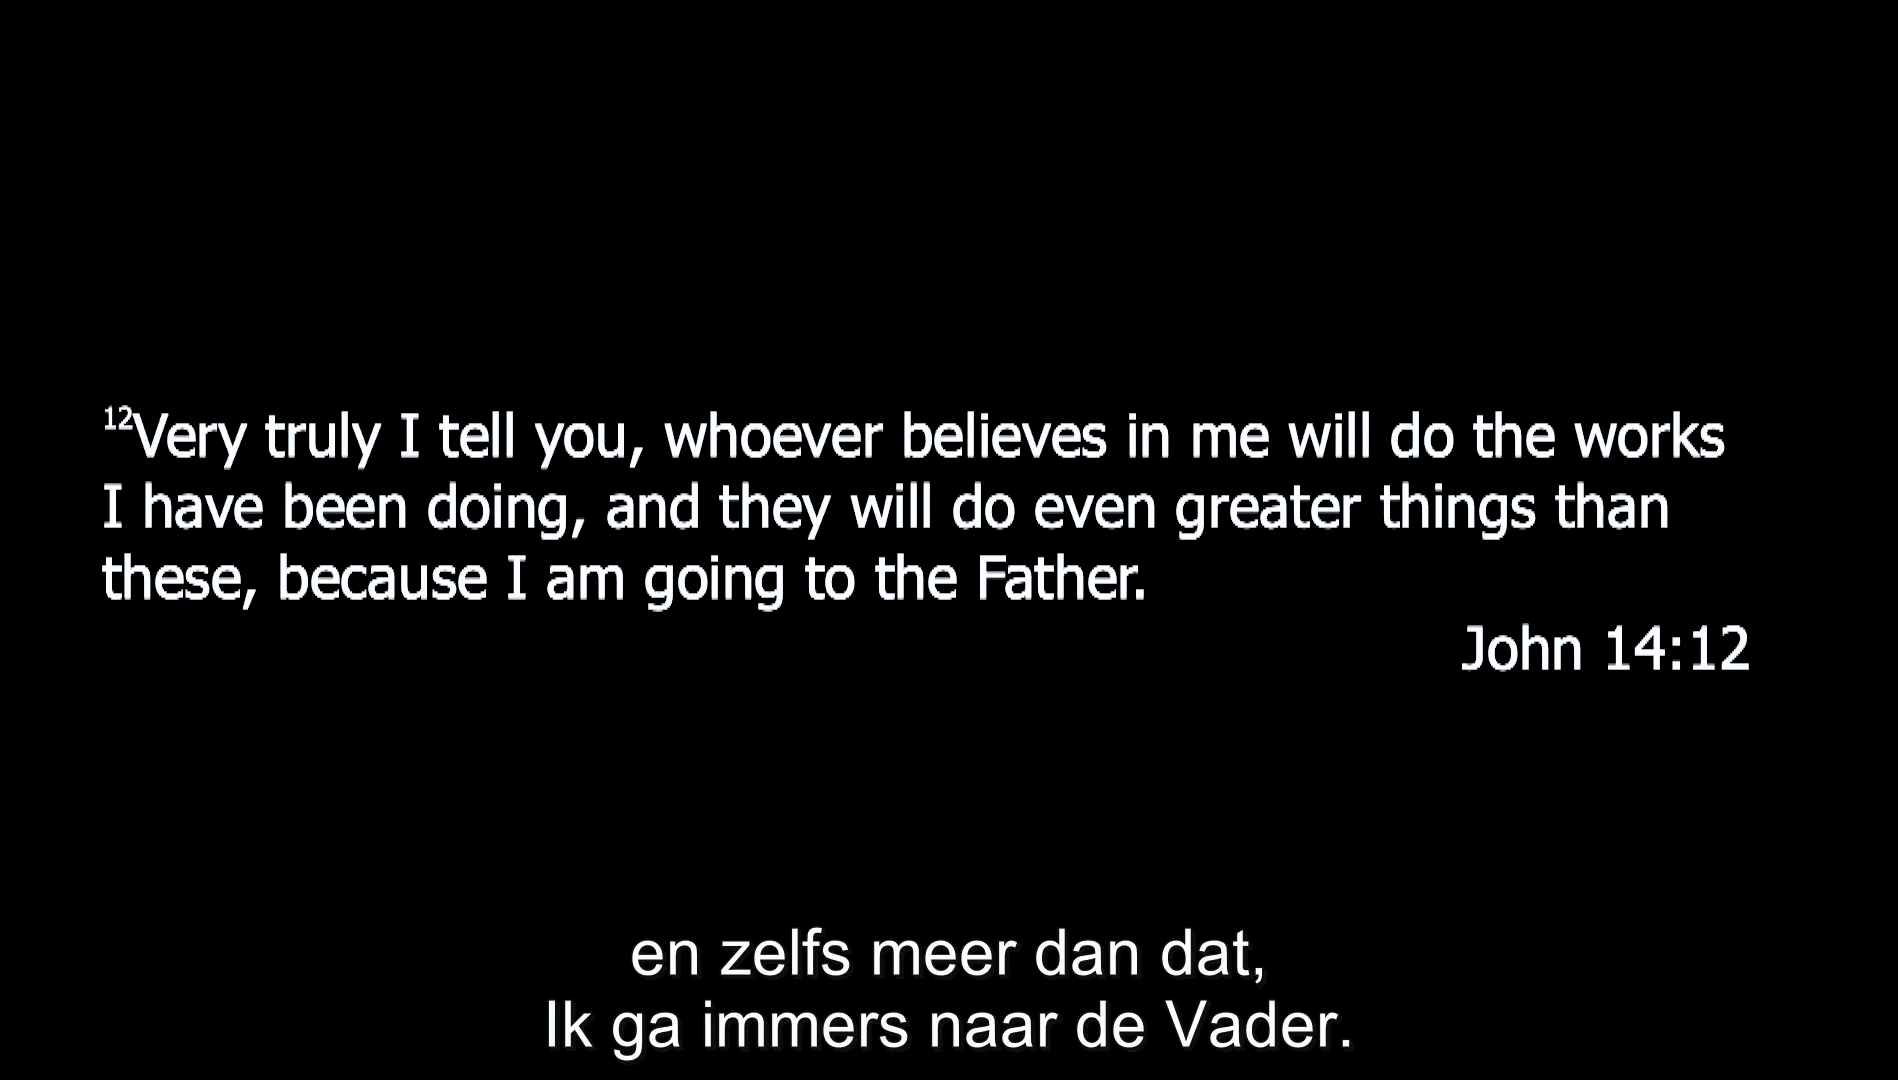 12Very truly I tell you, whoever believes in me will do the works
I have been doing, and they will do even greater things than
these, because I am going to the Father.
John 14:12
en zelfs meer dan dat,
Ik ga immers naar de Vader.